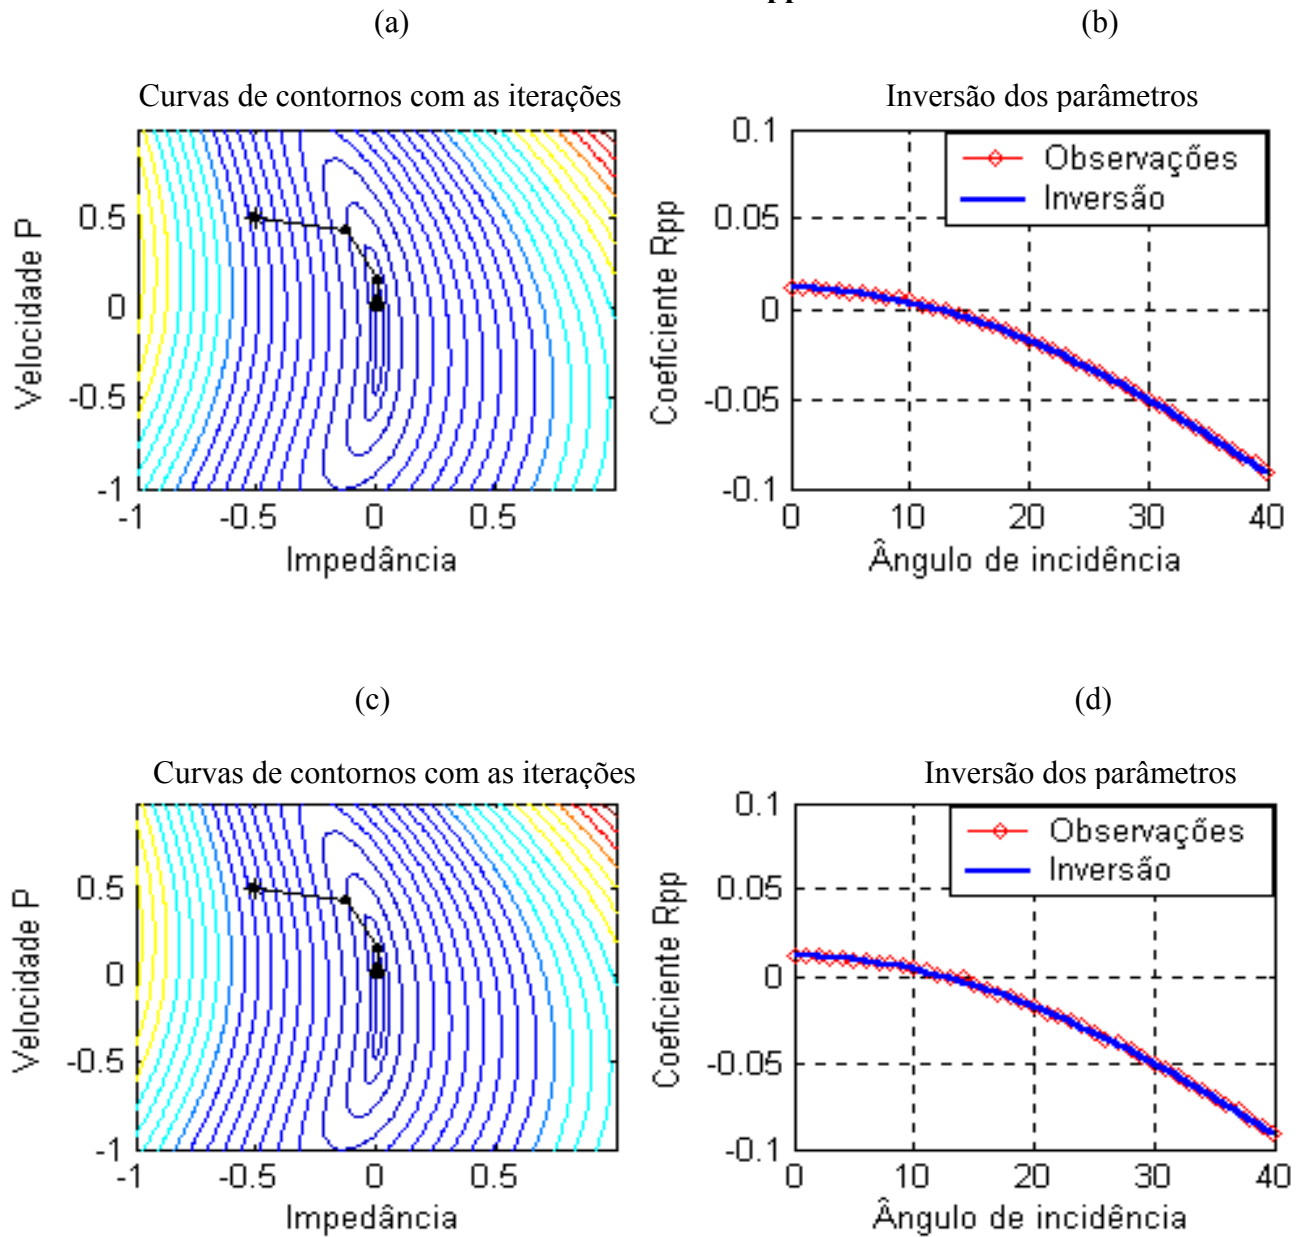 (a)
(b)
Curvas de contornos com as iterações
Velocidade P
0.5
0
-0.5
-1
-1
-0.5
0
0.5
Impedância
Inversão dos parâmetros
Coeficiente Rpp
0.1
0.05
0
-0.05
-0.1
Observações
Inversão
0
10
20
30
40
Ângulo de incidência
(c)
(d)
Curvas de contornos com as iterações
Velocidade P
0.5
0
-0.5
-1
-1
-0.5
0
0.5
Impedância
Inversão dos parâmetros
Coeficiente Rpp
0.1
0.05
0
-0.05
-0.1
Observações
Inversão
0
10
20
30
40
Ângulo de incidência